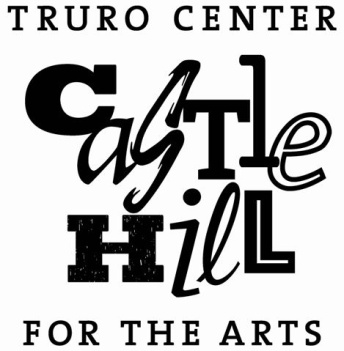 TRURO CENTER
CaSTle
HilL
FOR THE ARTS